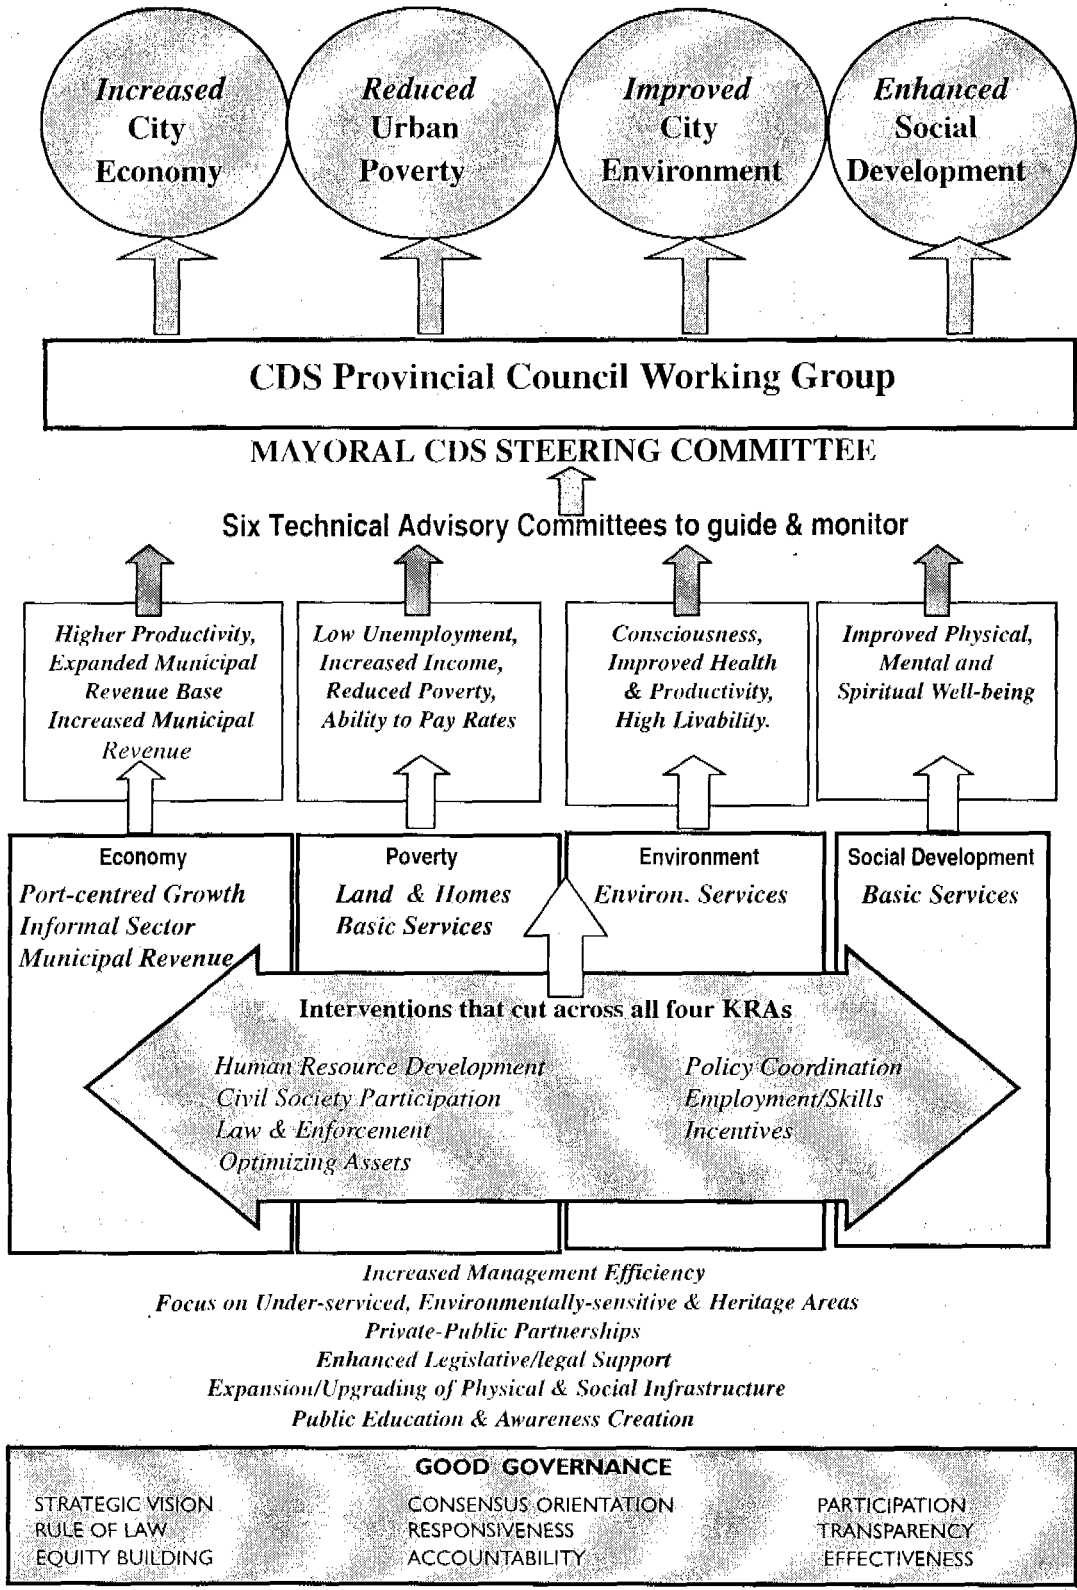 Increased
City
Economy
Reduced
Urban
Poverty
Improved
City
Environment
Enhanced
Social
Development
CDS Provincial Council Working Group
MAYORAL CDS STEERING COMMITTEE
Six Technical Advisory Committees to guide & monitor
Higher Productivity,
Expanded Municipal
Revenue Base
Increased Municipal
Revenue
Low Unemployment,
Increased Income,
Reduced Poverty,
Ability to Pay Rates
Consciousness,
Improved Health
& Productivity,
High Livability.
Improved Physical,
Mental and
Spiritual Well-being
Economy
Port-centred Growth
Informal Sector
Municipal Revenue
Poverty
Land & Homes
Basic Services
Environment
Environ. Services
Social Development
Basic Services
Interventions that cut across all four KRAs
Human Resource Development
Civil Society Participation
Law & Enforcement
Optimizing Assets
Policy Coordination
Employment/Skills
Incentives
Increased Management Efficiency
Focus on Under-serviced, Environmentally-sensitive & Heritage Areas
Private-Public Partnerships
Enhanced Legislative/legal Support
Expansion/Upgrading of Physical & Social Infrastructure
Public Education & Awareness Creation
GOOD GOVERNANCE
STRATEGIC VISION
RULE OF LAW
EQUITY BUILDING
CONSENSUS ORIENTATION
RESPONSIVENESS
ACCOUNTABILITY
PARTICIPATION
TRANSPARENCY
EFFECTIVENESS